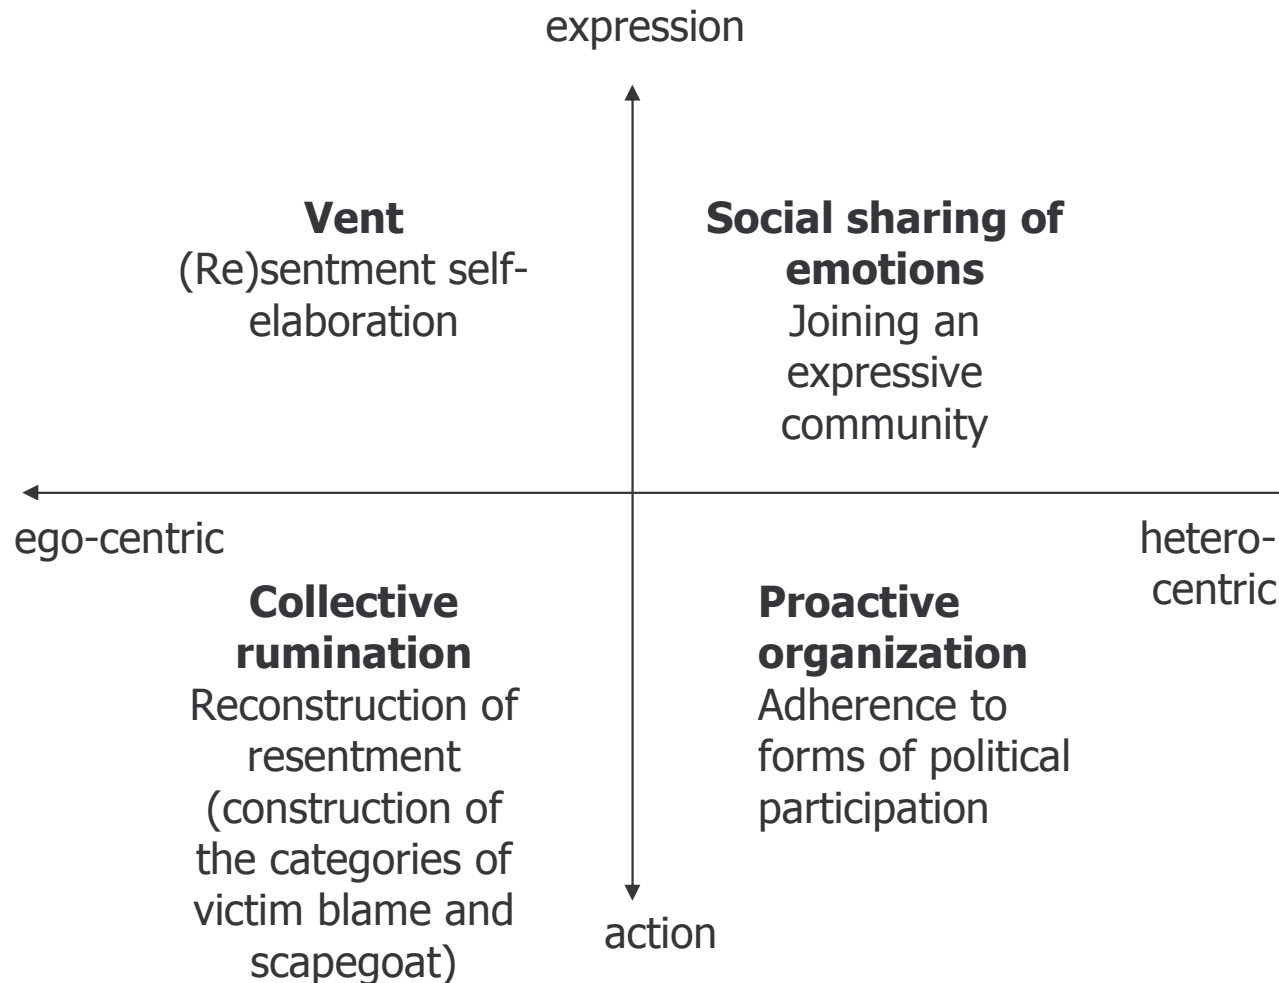 expression
Vent
(Re)sentment self-
elaboration
Social sharing of
emotions
Joining an
expressive
community
ego-centric
hetero-
centric
Collective
rumination
Reconstruction of
resentment
(construction of
the categories of
victim blame and
scapegoat)
Proactive
organization
Adherence to
forms of political
participation
action